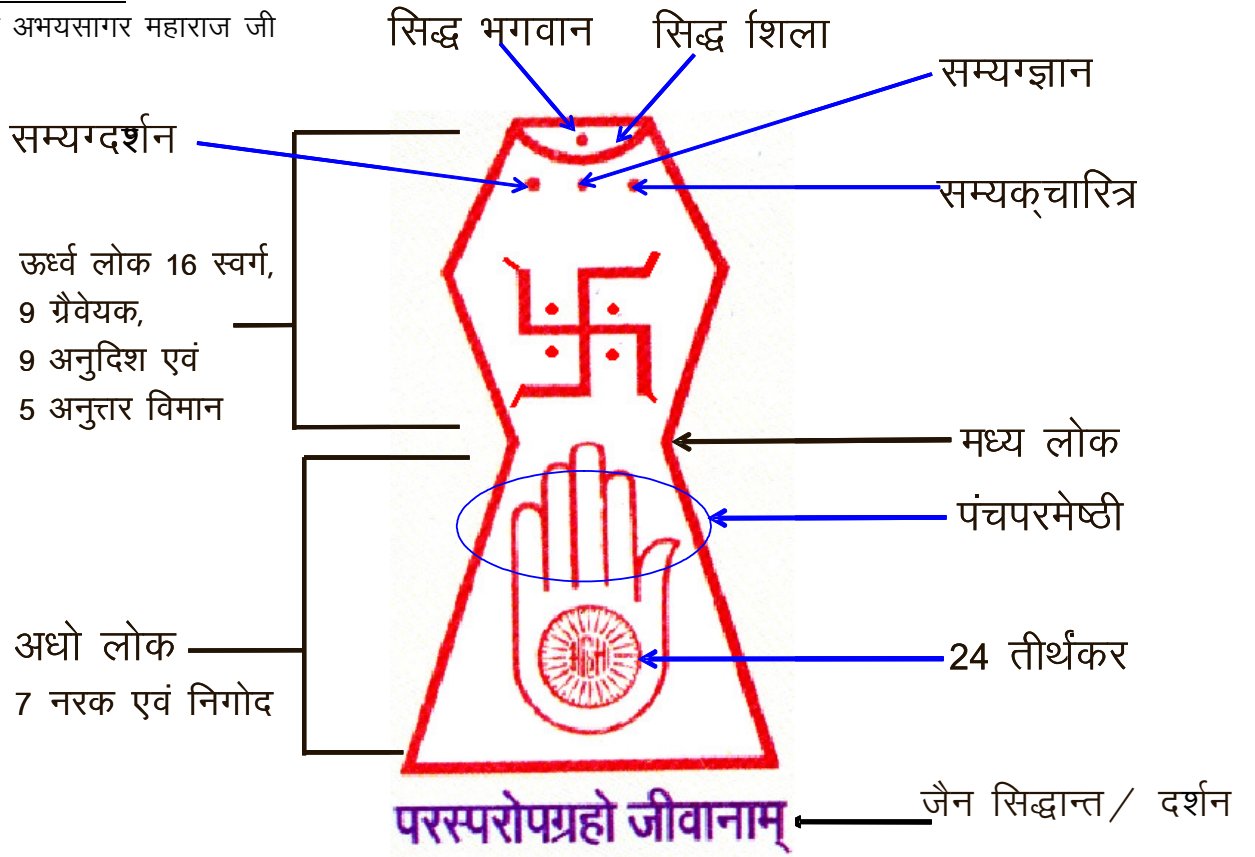 अभयसागर महाराज जी
सिद्ध भगवान
सिद्ध शिला
सम्यग्ज्ञान
सम्यग्दर्शन
सम्यक्चारित्र
ऊर्ध्व लोक 16 स्वर्ग,
9 ग्रैवेयक,
9 अनुदिश एवं
5 अनुत्तर विमान
मध्य लोक
पंचपरमेष्ठी
अधो लोक
7 नरक एवं निगोद
24 तीर्थंकर
परस्परोपग्रहो जीवानाम्
जैन सिद्धान्त / दर्शन